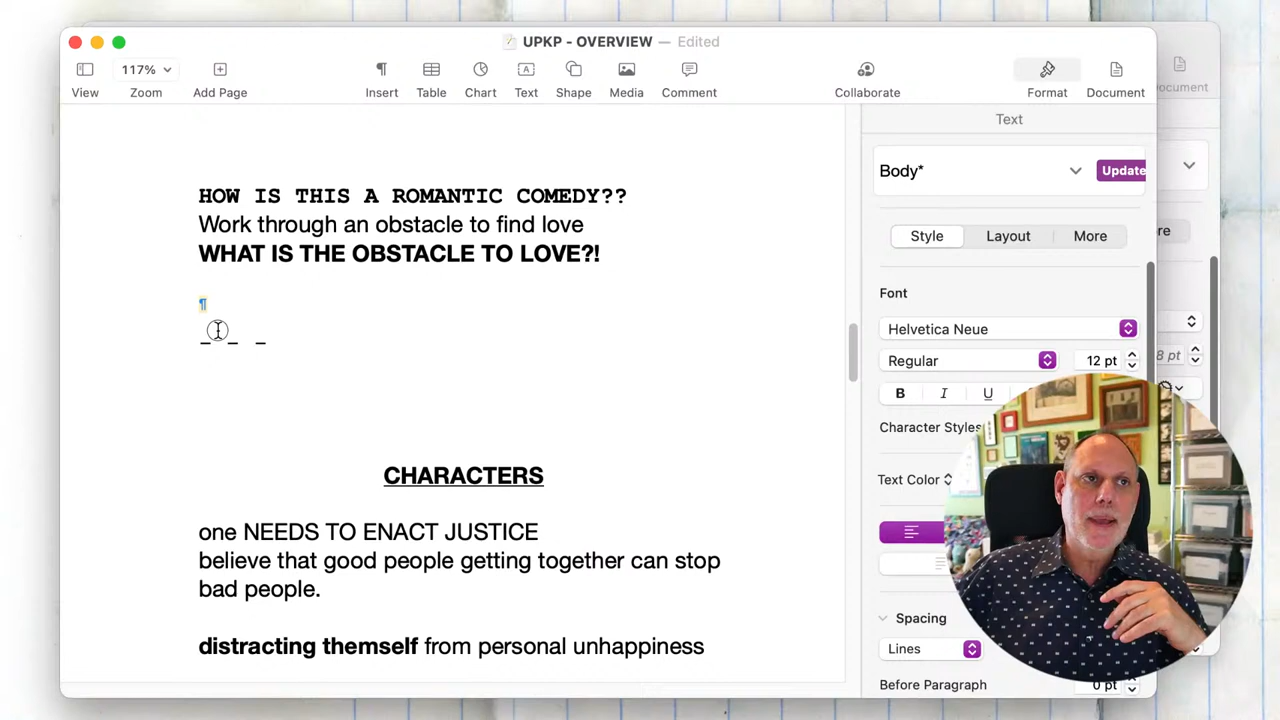 UPKP - OVERVIEW — Edited
117%
View
Zoom
Add Page
Insert
Table
Chart
Text
Shape
Media
Comment
Collaborate
Format
Document
ocument
Text
Body*
Update
HOW IS THIS A ROMANTIC COMEDY??
Work through an obstacle to find love
WHAT IS THE OBSTACLE TO LOVE?!
¶
_ _ _
CHARACTERS
one NEEDS TO ENACT JUSTICE
believe that good people getting together can stop
bad people.
distracting themself from personal unhappiness
Style
Layout
More
re
Font
Helvetica Neue
Regular
12 pt
8 pt
B I U
Character Styles
Text Color
Spacing
Lines
Before Paragraph
0 pt